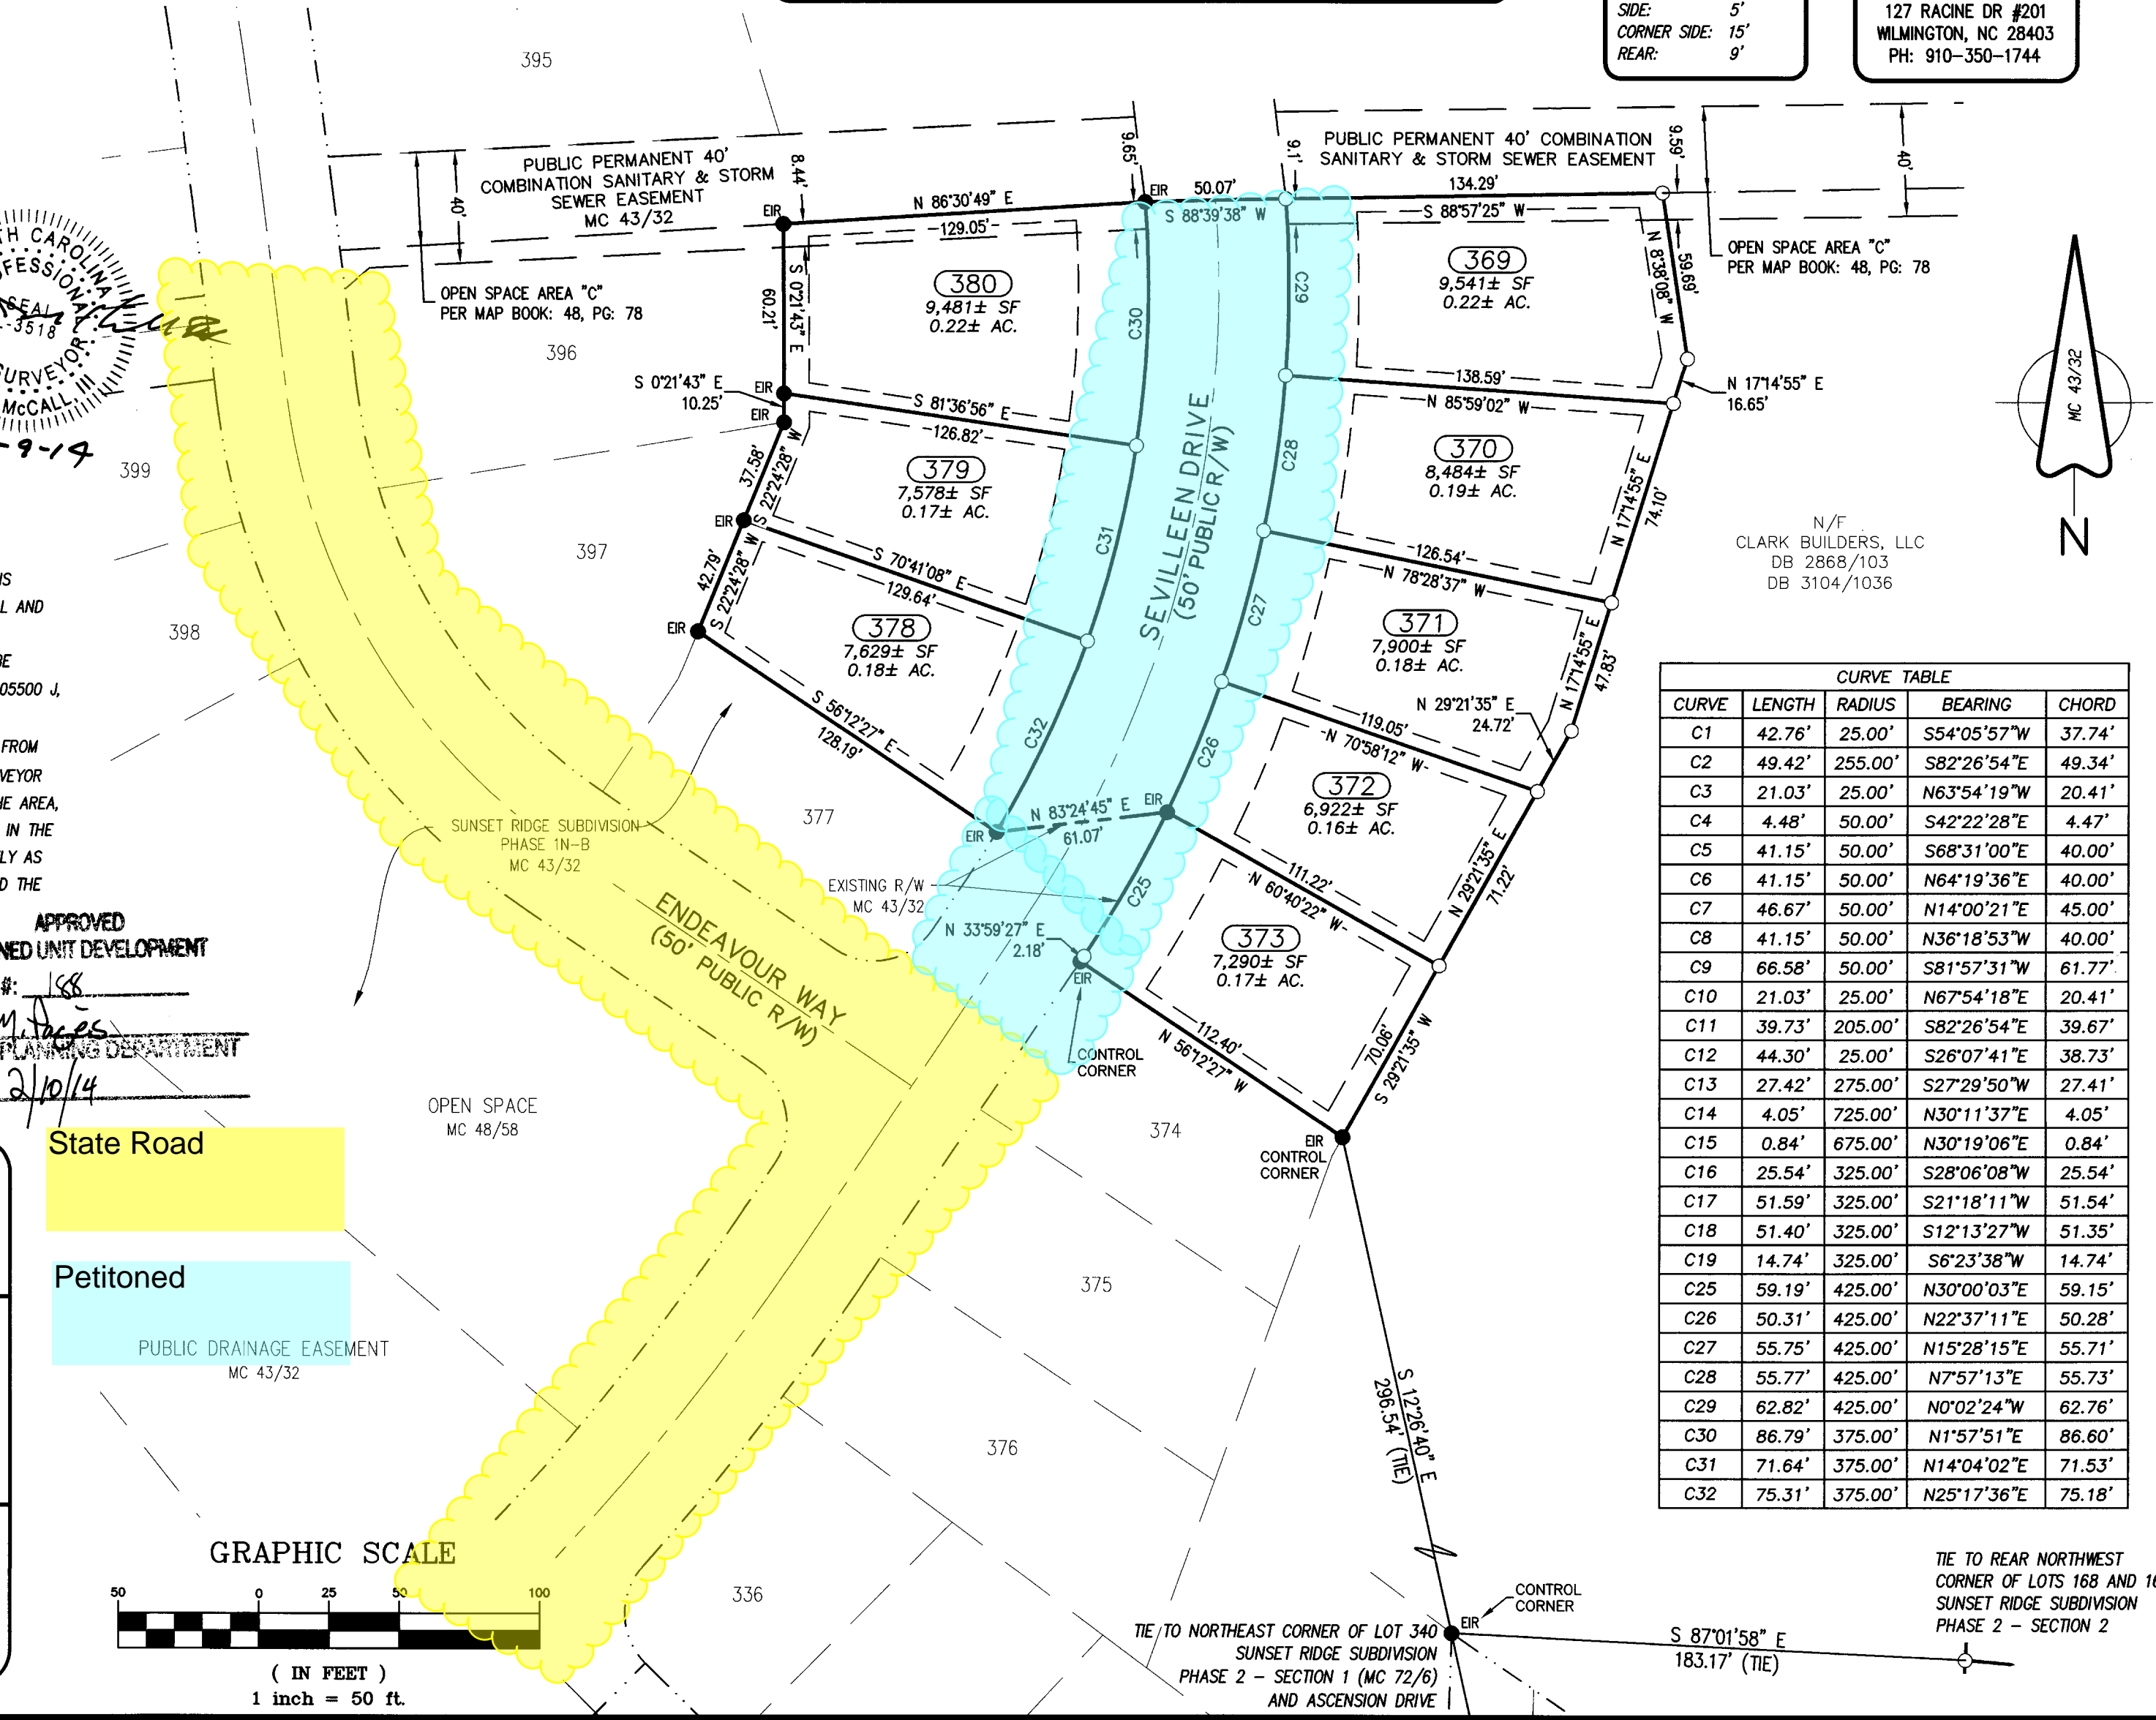 SIDE: 5'
CORNER SIDE: 15'
REAR: 9'
127 RACINE DR #201
WILMINGTON, NC 28403
PH: 910-350-1744
395
PUBLIC PERMANENT 40'
COMBINATION SANITARY & STORM
SEWER EASEMENT
MC 43/32
40'
8.44'
9.65'
9.1'
PUBLIC PERMANENT 40' COMBINATION
SANITARY & STORM SEWER EASEMENT
9.59'
40'
EIR
N 86°30'49" E
129.05'
EIR
50.07'
S 88°39'38" W
134.29'
S 88°57'25" W
OPEN SPACE AREA "C"
PER MAP BOOK: 48, PG: 78
OPEN SPACE AREA "C"
PER MAP BOOK: 48, PG: 78
SEAL
3518
SURVEYOR
McCALL III
-9-14
396
S 0°21'43" E
60.21'
380
9,481± SF
0.22± AC.
C30
C29
369
9,541± SF
0.22± AC.
N 8°38'08" W
59.69'
N 17°14'55" E
16.65'
S 0°21'43" E
10.25'
EIR
EIR
S 81°36'56" E
126.82'
138.59'
N 85°59'02" W
399
379
7,578± SF
0.17± AC.
37.58'
S 22°24'28" W
EIR
C31
C28
370
8,484± SF
0.19± AC.
N 17°14'55" E
74.10'
MC 43/32
N
N/F
CLARK BUILDERS, LLC
DB 2868/103
DB 3104/1036
397
398
42.79'
S 22°24'28" W
EIR
S 70°41'08" E
129.64'
378
7,629± SF
0.18± AC.
SEVILLEEN DRIVE
(50' PUBLIC R/W)
126.54'
N 78°28'37" W
C27
371
7,900± SF
0.18± AC.
N 17°14'55" E
47.83'
N 29°21'35" E
24.72'
S 56°12'27" E
128.19'
C32
C26
119.05'
N 70°58'12" W
372
6,922± SF
0.16± AC.
N 29°21'35" E
71.22'
L AND
05500 J,
FROM
VEYOR
HE AREA,
IN THE
LY AS
D THE
SUNSET RIDGE SUBDIVISION
PHASE 1N-B
MC 43/32
377
EIR
N 83°24'45" E
61.07'
EIR
EXISTING R/W
MC 43/32
C25
N 33°59'27" E
2.18'
EIR
CONTROL
CORNER
111.22'
N 60°40'22" W
373
7,290± SF
0.17± AC.
112.40'
N 56°12'27" W
70.06'
S 29°21'35" W
EIR
CONTROL
CORNER
ENDEAVOUR WAY
(50' PUBLIC R/W)
APPROVED
NED UNIT DEVELOPMENT
#: 188
PLANNING DEPARTMENT
2/10/14
OPEN SPACE
MC 48/58
State Road
Petitoned
PUBLIC DRAINAGE EASEMENT
MC 43/32
374
375
376
336
S 12°26'40" E
296.54' (TIE)
CURVE TABLE
CURVE LENGTH RADIUS BEARING CHORD
C1 42.76' 25.00' S54°05'57"W 37.74'
C2 49.42' 255.00' S82°26'54"E 49.34'
C3 21.03' 25.00' N63°54'19"W 20.41'
C4 4.48' 50.00' S42°22'28"E 4.47'
C5 41.15' 50.00' S68°31'00"E 40.00'
C6 41.15' 50.00' N64°19'36"E 40.00'
C7 46.67' 50.00' N14°00'21"E 45.00'
C8 41.15' 50.00' N36°18'53"W 40.00'
C9 66.58' 50.00' S81°57'31"W 61.77'
C10 21.03' 25.00' N67°54'18"E 20.41'
C11 39.73' 205.00' S82°26'54"E 39.67'
C12 44.30' 25.00' S26°07'41"E 38.73'
C13 27.42' 275.00' S27°29'50"W 27.41'
C14 4.05' 725.00' N30°11'37"E 4.05'
C15 0.84' 675.00' N30°19'06"E 0.84'
C16 25.54' 325.00' S28°06'08"W 25.54'
C17 51.59' 325.00' S21°18'11"W 51.54'
C18 51.40' 325.00' S12°13'27"W 51.35'
C19 14.74' 325.00' S6°23'38"W 14.74'
C25 59.19' 425.00' N30°00'03"E 59.15'
C26 50.31' 425.00' N22°37'11"E 50.28'
C27 55.75' 425.00' N15°28'15"E 55.71'
C28 55.77' 425.00' N7°57'13"E 55.73'
C29 62.82' 425.00' N0°02'24"W 62.76'
C30 86.79' 375.00' N1°57'51"E 86.60'
C31 71.64' 375.00' N14°04'02"E 71.53'
C32 75.31' 375.00' N25°17'36"E 75.18'
GRAPHIC SCALE
50 0 25 50 100
( IN FEET )
1 inch = 50 ft.
TIE TO NORTHEAST CORNER OF LOT 340
SUNSET RIDGE SUBDIVISION
PHASE 2 - SECTION 1 (MC 72/6)
AND ASCENSION DRIVE
EIR
CONTROL
CORNER
S 87°01'58" E
183.17' (TIE)
TIE TO REAR NORTHWEST
CORNER OF LOTS 168 AND 16
SUNSET RIDGE SUBDIVISION
PHASE 2 - SECTION 2